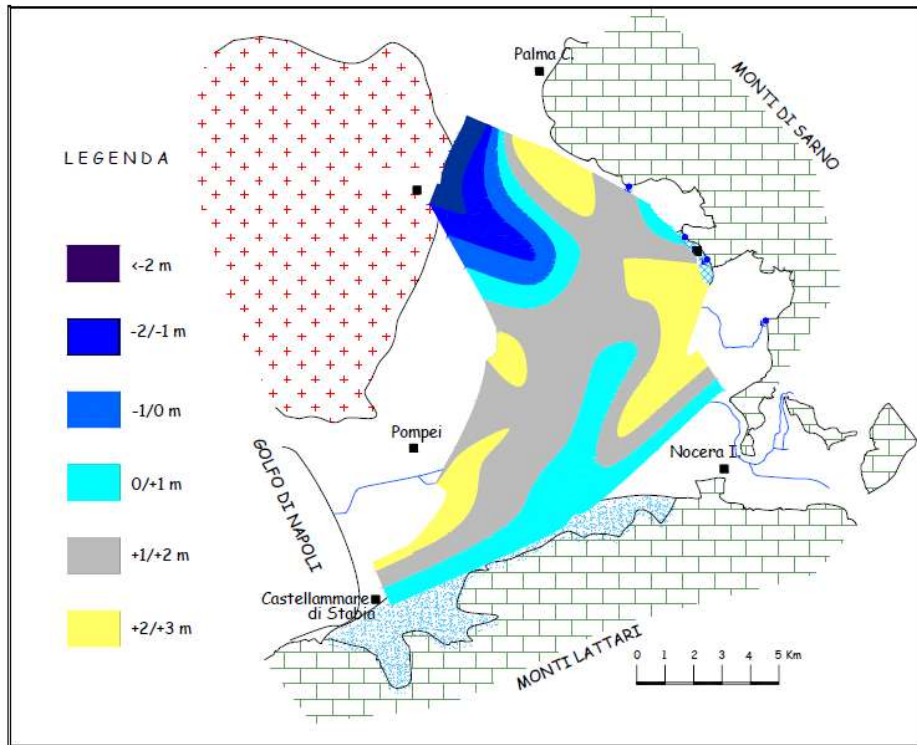 Palma C.
MONTI DI SARNO
LEGENDA
<-2 m
-2/-1 m
-1/0 m
0/+1 m
+1/+2 m
+2/+3 m
Pompei
Nocera I.
GOLFO DI NAPOLI
Castellammare
di Stabia
MONTI LATTARI
0 1 2 3 4 5 Km